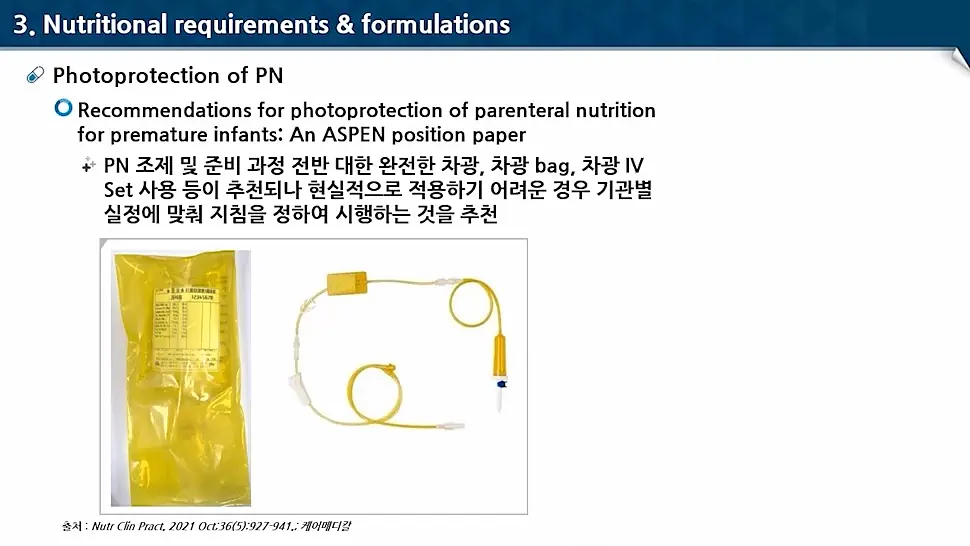 3. Nutritional requirements & formulations
Photoprotection of PN
Recommendations for photoprotection of parenteral nutrition
for premature infants: An ASPEN position paper
PN 조제 및 준비 과정 전반 대한 완전한 차광, 차광 bag, 차광 IV
Set 사용 등이 추천되나 현실적으로 적용하기 어려운 경우 기관별
실정에 맞춰 지침을 정하여 시행하는 것을 추천
12345678
출처 : Nutr Clin Pract. 2021 Oct;36(5):927-941.; 케어메디칼